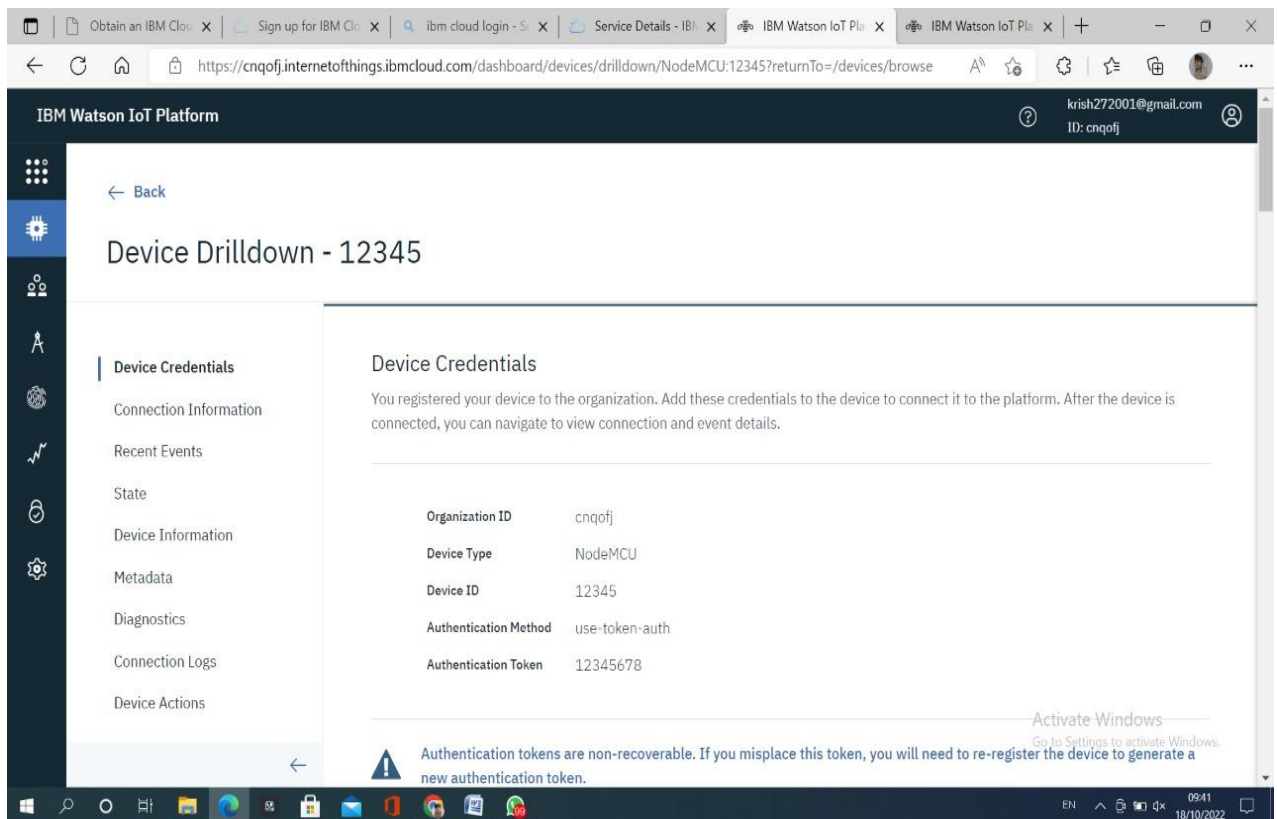 Obtain an IBM Clou
Sign up for IBM Clo
ibm cloud login - S
Service Details - IBM
IBM Watson IoT Pla
IBM Watson IoT Pla
https://cnqofj.internetofthings.ibmcloud.com/dashboard/devices/drilldown/NodeMCU:12345?returnTo=/devices/browse
IBM Watson IoT Platform
krish272001@gmail.com
ID: cnqofj
← Back
Device Drilldown - 12345
Device Credentials
Connection Information
Recent Events
State
Device Information
Metadata
Diagnostics
Connection Logs
Device Actions
Device Credentials
You registered your device to the organization. Add these credentials to the device to connect it to the platform. After the device is
connected, you can navigate to view connection and event details.
Organization ID cnqofj
Device Type NodeMCU
Device ID 12345
Authentication Method use-token-auth
Authentication Token 12345678
Authentication tokens are non-recoverable. If you misplace this token, you will need to re-register the device to generate a
new authentication token.
Activate Windows
Go to Settings to activate Windows.
99
EN
09:41
18/10/2022